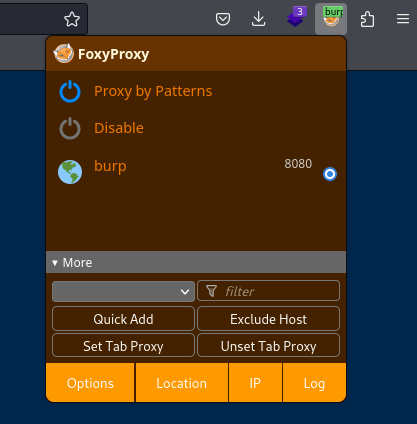 3
burp
FoxyProxy
Proxy by Patterns
Disable
burp 8080
▾ More
filter
Quick Add Exclude Host
Set Tab Proxy Unset Tab Proxy
Options Location IP Log